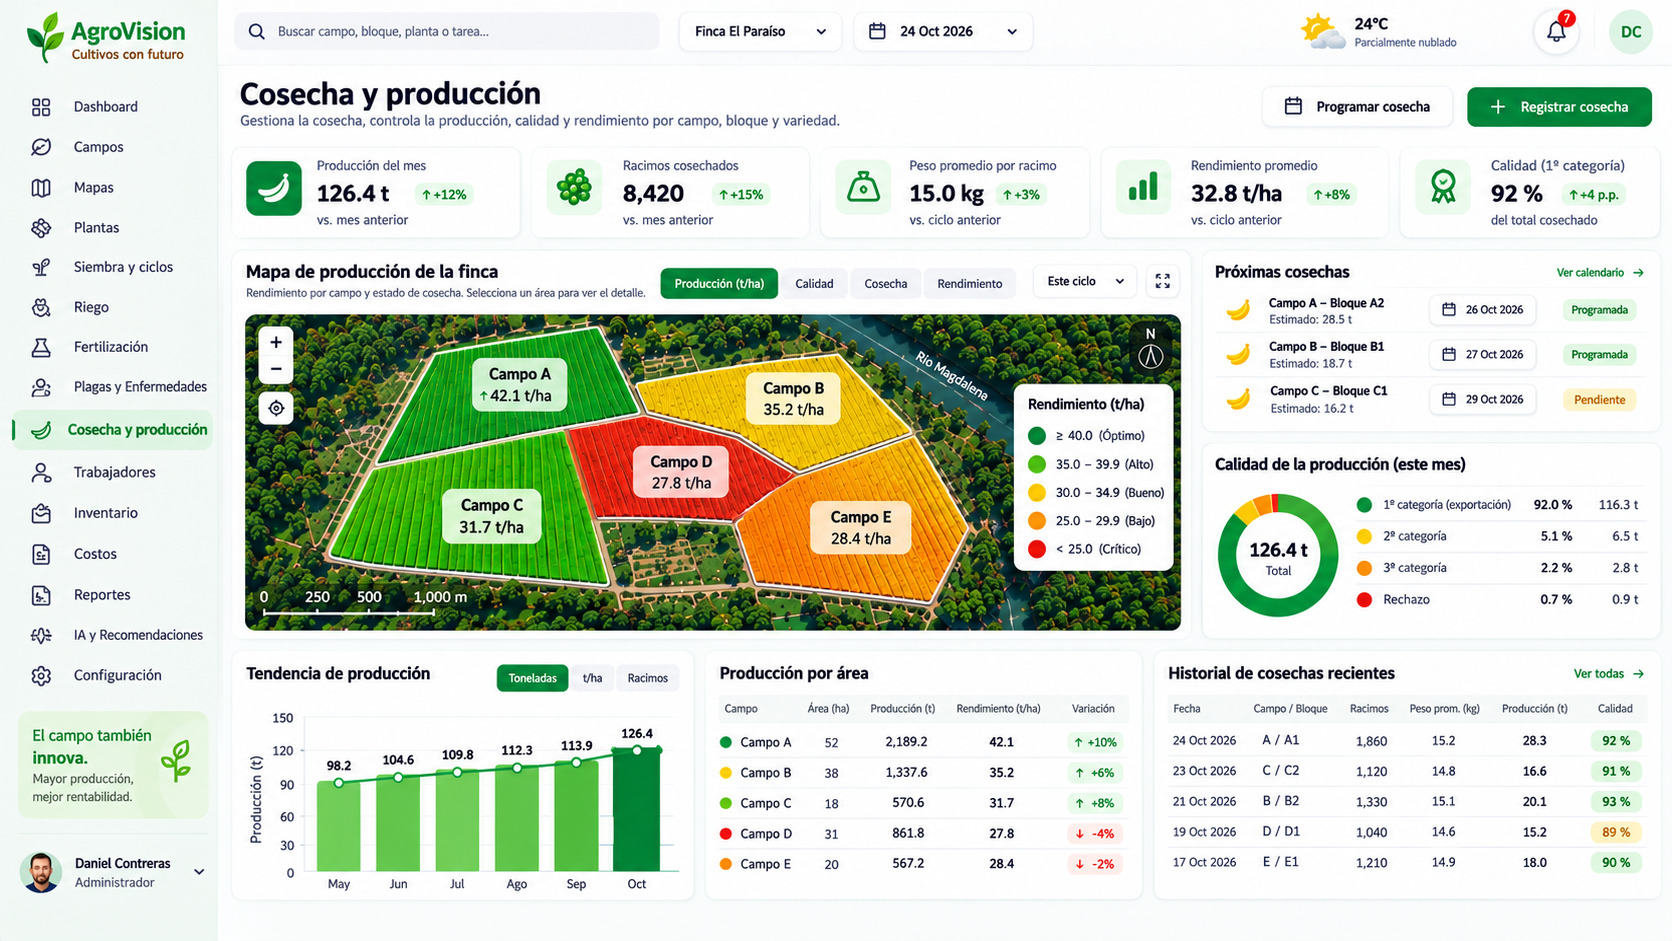 AgroVision
Cultivos con futuro
Buscar campo, bloque, planta o tarea...
Finca El Paraíso
24 Oct 2026
24°C
Parcialmente nublado
7
DC
Dashboard
Campos
Mapas
Plantas
Siembra y ciclos
Riego
Fertilización
Plagas y Enfermedades
Cosecha y producción
Trabajadores
Inventario
Costos
Reportes
IA y Recomendaciones
Configuración
El campo también
innova.
Mayor producción,
mejor rentabilidad.
Daniel Contreras
Administrador
Cosecha y producción
Gestiona la cosecha, controla la producción, calidad y rendimiento por campo, bloque y variedad.
Programar cosecha
+ Registrar cosecha
Producción del mes
126.4 t ↑ +12%
vs. mes anterior
Racimos cosechados
8,420 ↑ +15%
vs. mes anterior
Peso promedio por racimo
15.0 kg ↑ +3%
vs. ciclo anterior
Rendimiento promedio
32.8 t/ha ↑ +8%
vs. ciclo anterior
Calidad (1º categoría)
92 % ↑ +4 p.p.
del total cosechado
Mapa de producción de la finca
Rendimiento por campo y estado de cosecha. Selecciona un área para ver el detalle.
Producción (t/ha) Calidad Cosecha Rendimiento
Este ciclo
+
−
Campo A
↑ 42.1 t/ha
Campo B
35.2 t/ha
Campo C
31.7 t/ha
Campo D
27.8 t/ha
Campo E
28.4 t/ha
Río Magdalena
N
Rendimiento (t/ha)
≥ 40.0 (Óptimo)
35.0 – 39.9 (Alto)
30.0 – 34.9 (Bueno)
25.0 – 29.9 (Bajo)
< 25.0 (Crítico)
0 250 500 1,000 m
Próximas cosechas
Ver calendario →
Campo A – Bloque A2
Estimado: 28.5 t
26 Oct 2026
Programada
Campo B – Bloque B1
Estimado: 18.7 t
27 Oct 2026
Programada
Campo C – Bloque C1
Estimado: 16.2 t
29 Oct 2026
Pendiente
Calidad de la producción (este mes)
126.4 t
Total
1º categoría (exportación) 92.0 % 116.3 t
2º categoría 5.1 % 6.5 t
3º categoría 2.2 % 2.8 t
Rechazo 0.7 % 0.9 t
Tendencia de producción
Toneladas t/ha Racimos
Producción (t)
150
120
90
60
30
0
98.2 104.6 109.8 112.3 113.9 126.4
May Jun Jul Ago Sep Oct
Producción por área
Campo Área (ha) Producción (t) Rendimiento (t/ha) Variación
Campo A 52 2,189.2 42.1 ↑ +10%
Campo B 38 1,337.6 35.2 ↑ +6%
Campo C 18 570.6 31.7 ↑ +8%
Campo D 31 861.8 27.8 ↓ -4%
Campo E 20 567.2 28.4 ↓ -2%
Historial de cosechas recientes
Ver todas →
Fecha Campo / Bloque Racimos Peso prom. (kg) Producción (t) Calidad
24 Oct 2026 A / A1 1,860 15.2 28.3 92 %
23 Oct 2026 C / C2 1,120 14.8 16.6 91 %
21 Oct 2026 B / B2 1,330 15.1 20.1 93 %
19 Oct 2026 D / D1 1,040 14.6 15.2 89 %
17 Oct 2026 E / E1 1,210 14.9 18.0 90 %